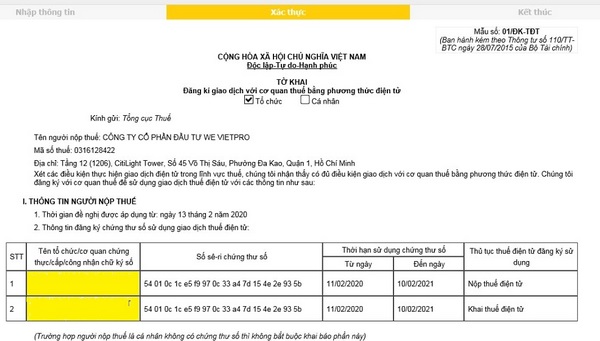 Nhập thông tin
Xác thực
Kết thúc
Mẫu số: 01/ĐK-TĐT
(Ban hành kèm theo Thông tư số 110/TT-
BTC ngày 28/07/2015 của Bộ Tài chính)
CỘNG HÒA XÃ HỘI CHỦ NGHĨA VIỆT NAM
Độc lập-Tự do-Hạnh phúc
TỜ KHAI
Đăng kí giao dịch với cơ quan thuế bằng phương thức điện tử
Tổ chức Cá nhân
Kính gửi: Tổng cục Thuế
Tên người nộp thuế: CÔNG TY CỔ PHẦN ĐẦU TƯ WE VIETPRO
Mã số thuế: 0316128422
Địa chỉ: Tầng 12 (1206), CitiLight Tower, Số 45 Võ Thị Sáu, Phường Đa Kao, Quận 1, Hồ Chí Minh
Xét các điều kiện thực hiện giao dịch điện tử trong lĩnh vực thuế, chúng tôi nhận thấy có đủ điều kiện giao dịch với cơ quan thuế bằng phương thức điện tử. Chúng tôi
đăng ký với cơ quan thuế để sử dụng giao dịch thuế điện tử với các thông tin như sau:
I. THÔNG TIN NGƯỜI NỘP THUẾ
1. Thời gian đề nghị được áp dụng từ: ngày 13 tháng 2 năm 2020
2. Thông tin đăng ký chứng thư số sử dụng giao dịch thuế điện tử:
STT
Tên tổ chức/cơ quan chứng
thực/cấp/công nhận chữ ký số
Số sê-ri chứng thư số
Thời hạn sử dụng chứng thư số
Từ ngày
Đến ngày
Thủ tục thuế điện tử đăng ký sử
dụng
1 54 01 0c 1c e5 f9 97 0c 33 a4 7d 15 4e 2e 93 5b 11/02/2020 10/02/2021 Nộp thuế điện tử
2 54 01 0c 1c e5 f9 97 0c 33 a4 7d 15 4e 2e 93 5b 11/02/2020 10/02/2021 Khai thuế điện tử
(Trường hợp người nộp thuế là cá nhân không có chứng thư số thì không bắt buộc khai báo phần này)